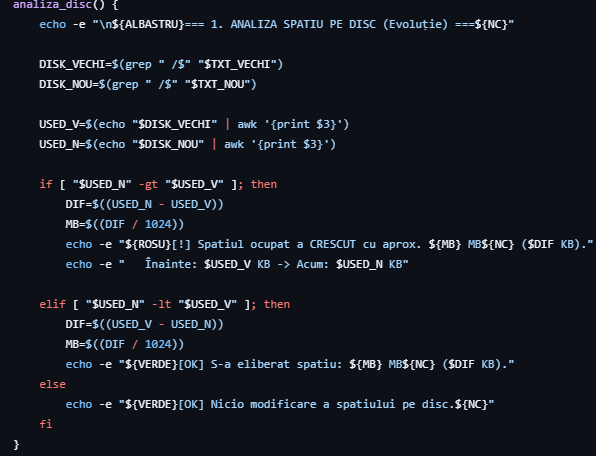 analiza_disc() {
    echo -e "\n${ALBASTRU}=== 1. ANALIZA SPATIU PE DISC (Evoluție) ===${NC}"
    DISK_VECHI=$(grep " /$" "$TXT_VECHI")
    DISK_NOU=$(grep " /$" "$TXT_NOU")
    USED_V=$(echo "$DISK_VECHI" | awk '{print $3}')
    USED_N=$(echo "$DISK_NOU" | awk '{print $3}')
    if [ "$USED_N" -gt "$USED_V" ]; then
        DIF=$((USED_N - USED_V))
        MB=$((DIF / 1024))
        echo -e "${ROSU}[!] Spatiul ocupat a CRESCUT cu aprox. ${MB} MB${NC} ($DIF KB)."
        echo -e "   Înainte: $USED_V KB -> Acum: $USED_N KB"
    elif [ "$USED_N" -lt "$USED_V" ]; then
        DIF=$((USED_V - USED_N))
        MB=$((DIF / 1024))
        echo -e "${VERDE}[OK] S-a eliberat spatiu: ${MB} MB${NC} ($DIF KB)."
    else
        echo -e "${VERDE}[OK] Nicio modificare a spatiului pe disc.${NC}"
    fi
}